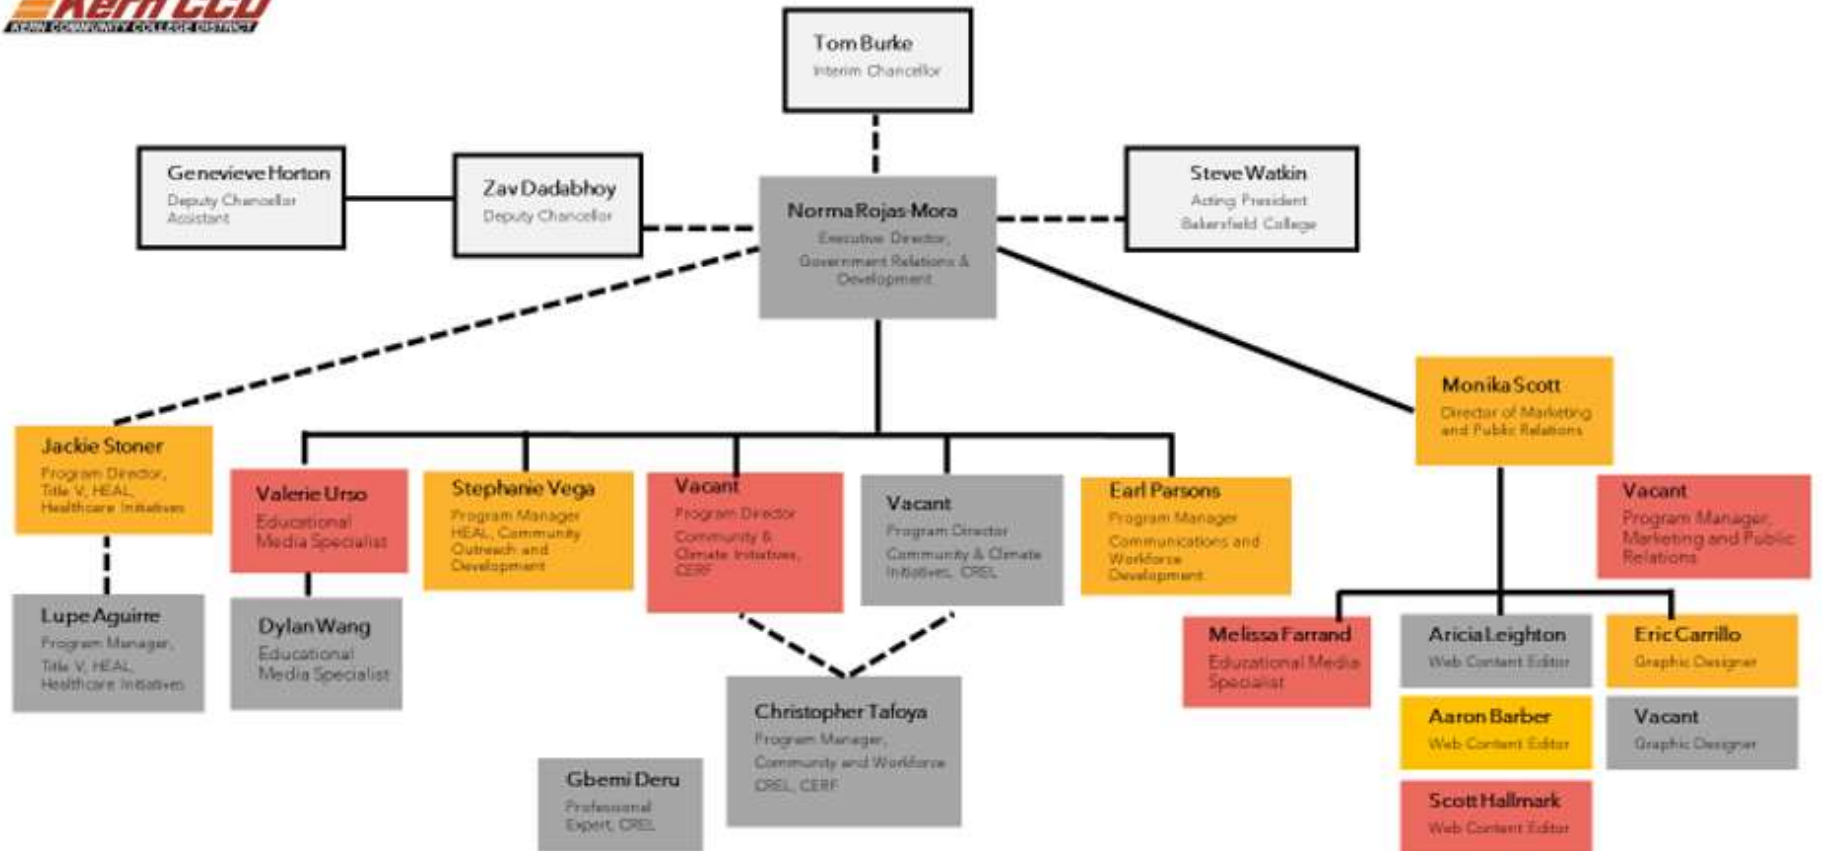 Kern CCD
KERN COMMUNITY COLLEGE DISTRICT
Tom Burke
Interim Chancellor
Genevieve Horton
Deputy Chancellor
Assistant
Zav Dadabhoy
Deputy Chancellor
Norma Rojas-Mora
Executive Director,
Government Relations &
Development
Steve Watkin
Acting President
Bakersfield College
Monika Scott
Director of Marketing
and Public Relations
Jackie Stoner
Program Director,
Title V, HEAL,
Healthcare Initiatives
Valerie Urso
Educational
Media Specialist
Stephanie Vega
Program Manager
HEAL, Community
Outreach and
Development
Vacant
Program Director
Community &
Climate Initiatives,
CERF
Vacant
Program Director
Community & Climate
Initiatives, CREL
Earl Parsons
Program Manager
Communications and
Workforce
Development
Vacant
Program Manager,
Marketing and Public
Relations
Lupe Aguirre
Program Manager,
Title V, HEAL,
Healthcare Initiatives
Dylan Wang
Educational
Media Specialist
Melissa Farrand
Educational Media
Specialist
Aricia Leighton
Web Content Editor
Eric Carrillo
Graphic Designer
Christopher Tafoya
Program Manager,
Community and Workforce
CREL, CERF
Aaron Barber
Web Content Editor
Vacant
Graphic Designer
Gbemi Deru
Professional
Expert, CREL
Scott Hallmark
Web Content Editor